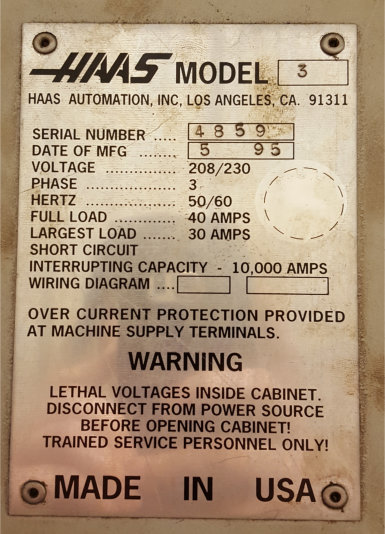 HAAS MODEL 3
HAAS AUTOMATION, INC, LOS ANGELES, CA. 91311
SERIAL NUMBER ..... 4859
DATE OF MFG ........ 5 95
VOLTAGE ............... 208/230
PHASE .................. 3
HERTZ .................. 50/60
FULL LOAD ............ 40 AMPS
LARGEST LOAD ....... 30 AMPS
SHORT CIRCUIT
INTERRUPTING CAPACITY - 10,000 AMPS
WIRING DIAGRAM ....
OVER CURRENT PROTECTION PROVIDED
AT MACHINE SUPPLY TERMINALS.
WARNING
LETHAL VOLTAGES INSIDE CABINET.
DISCONNECT FROM POWER SOURCE
BEFORE OPENING CABINET!
TRAINED SERVICE PERSONNEL ONLY!
MADE IN USA